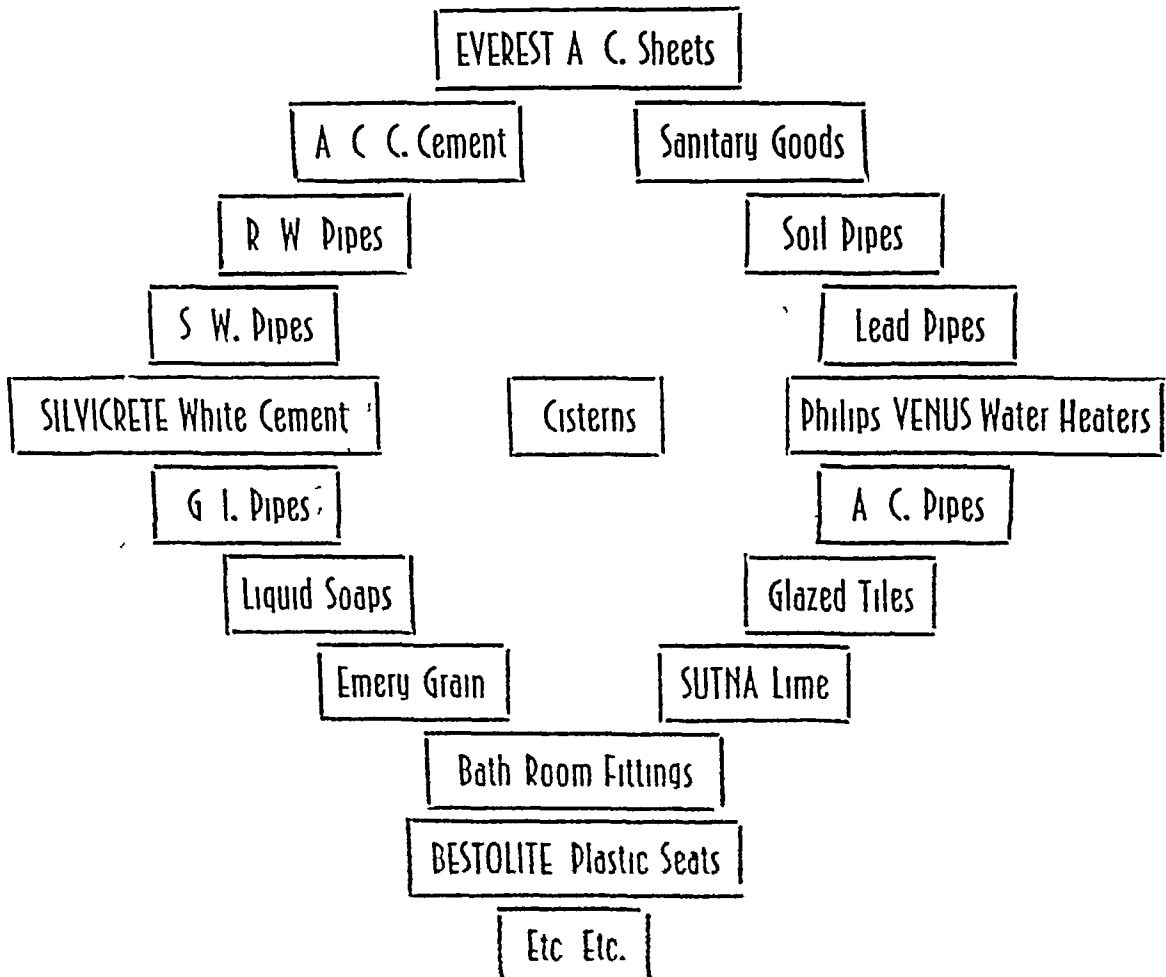 EVEREST A C. Sheets
A C C. Cement Sanitary Goods
R W Pipes Soil Pipes
S W. Pipes Lead Pipes
SILVICRETE White Cement Cisterns Philips VENUS Water Heaters
G I. Pipes A C. Pipes
Liquid Soaps Glazed Tiles
Emery Grain SUTNA Lime
Bath Room Fittings
BESTOLITE Plastic Seats
Etc Etc.